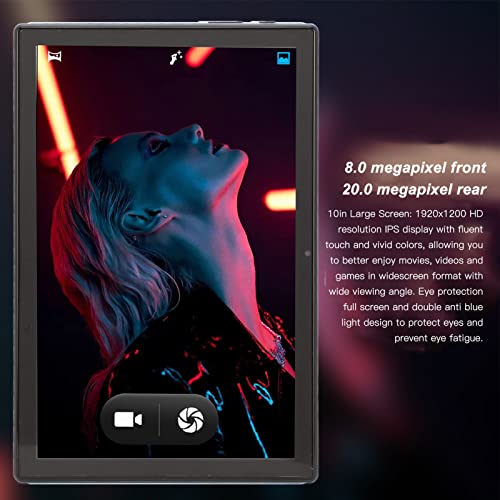 8.0 megapixel front
20.0 megapixel rear
10in Large Screen: 1920x1200 HD
resolution IPS display with fluent
touch and vivid colors, allowing you
to better enjoy movies, videos and
games in widescreen format with
wide viewing angle. Eye protection
full screen and double anti blue
light design to protect eyes and
prevent eye fatigue.